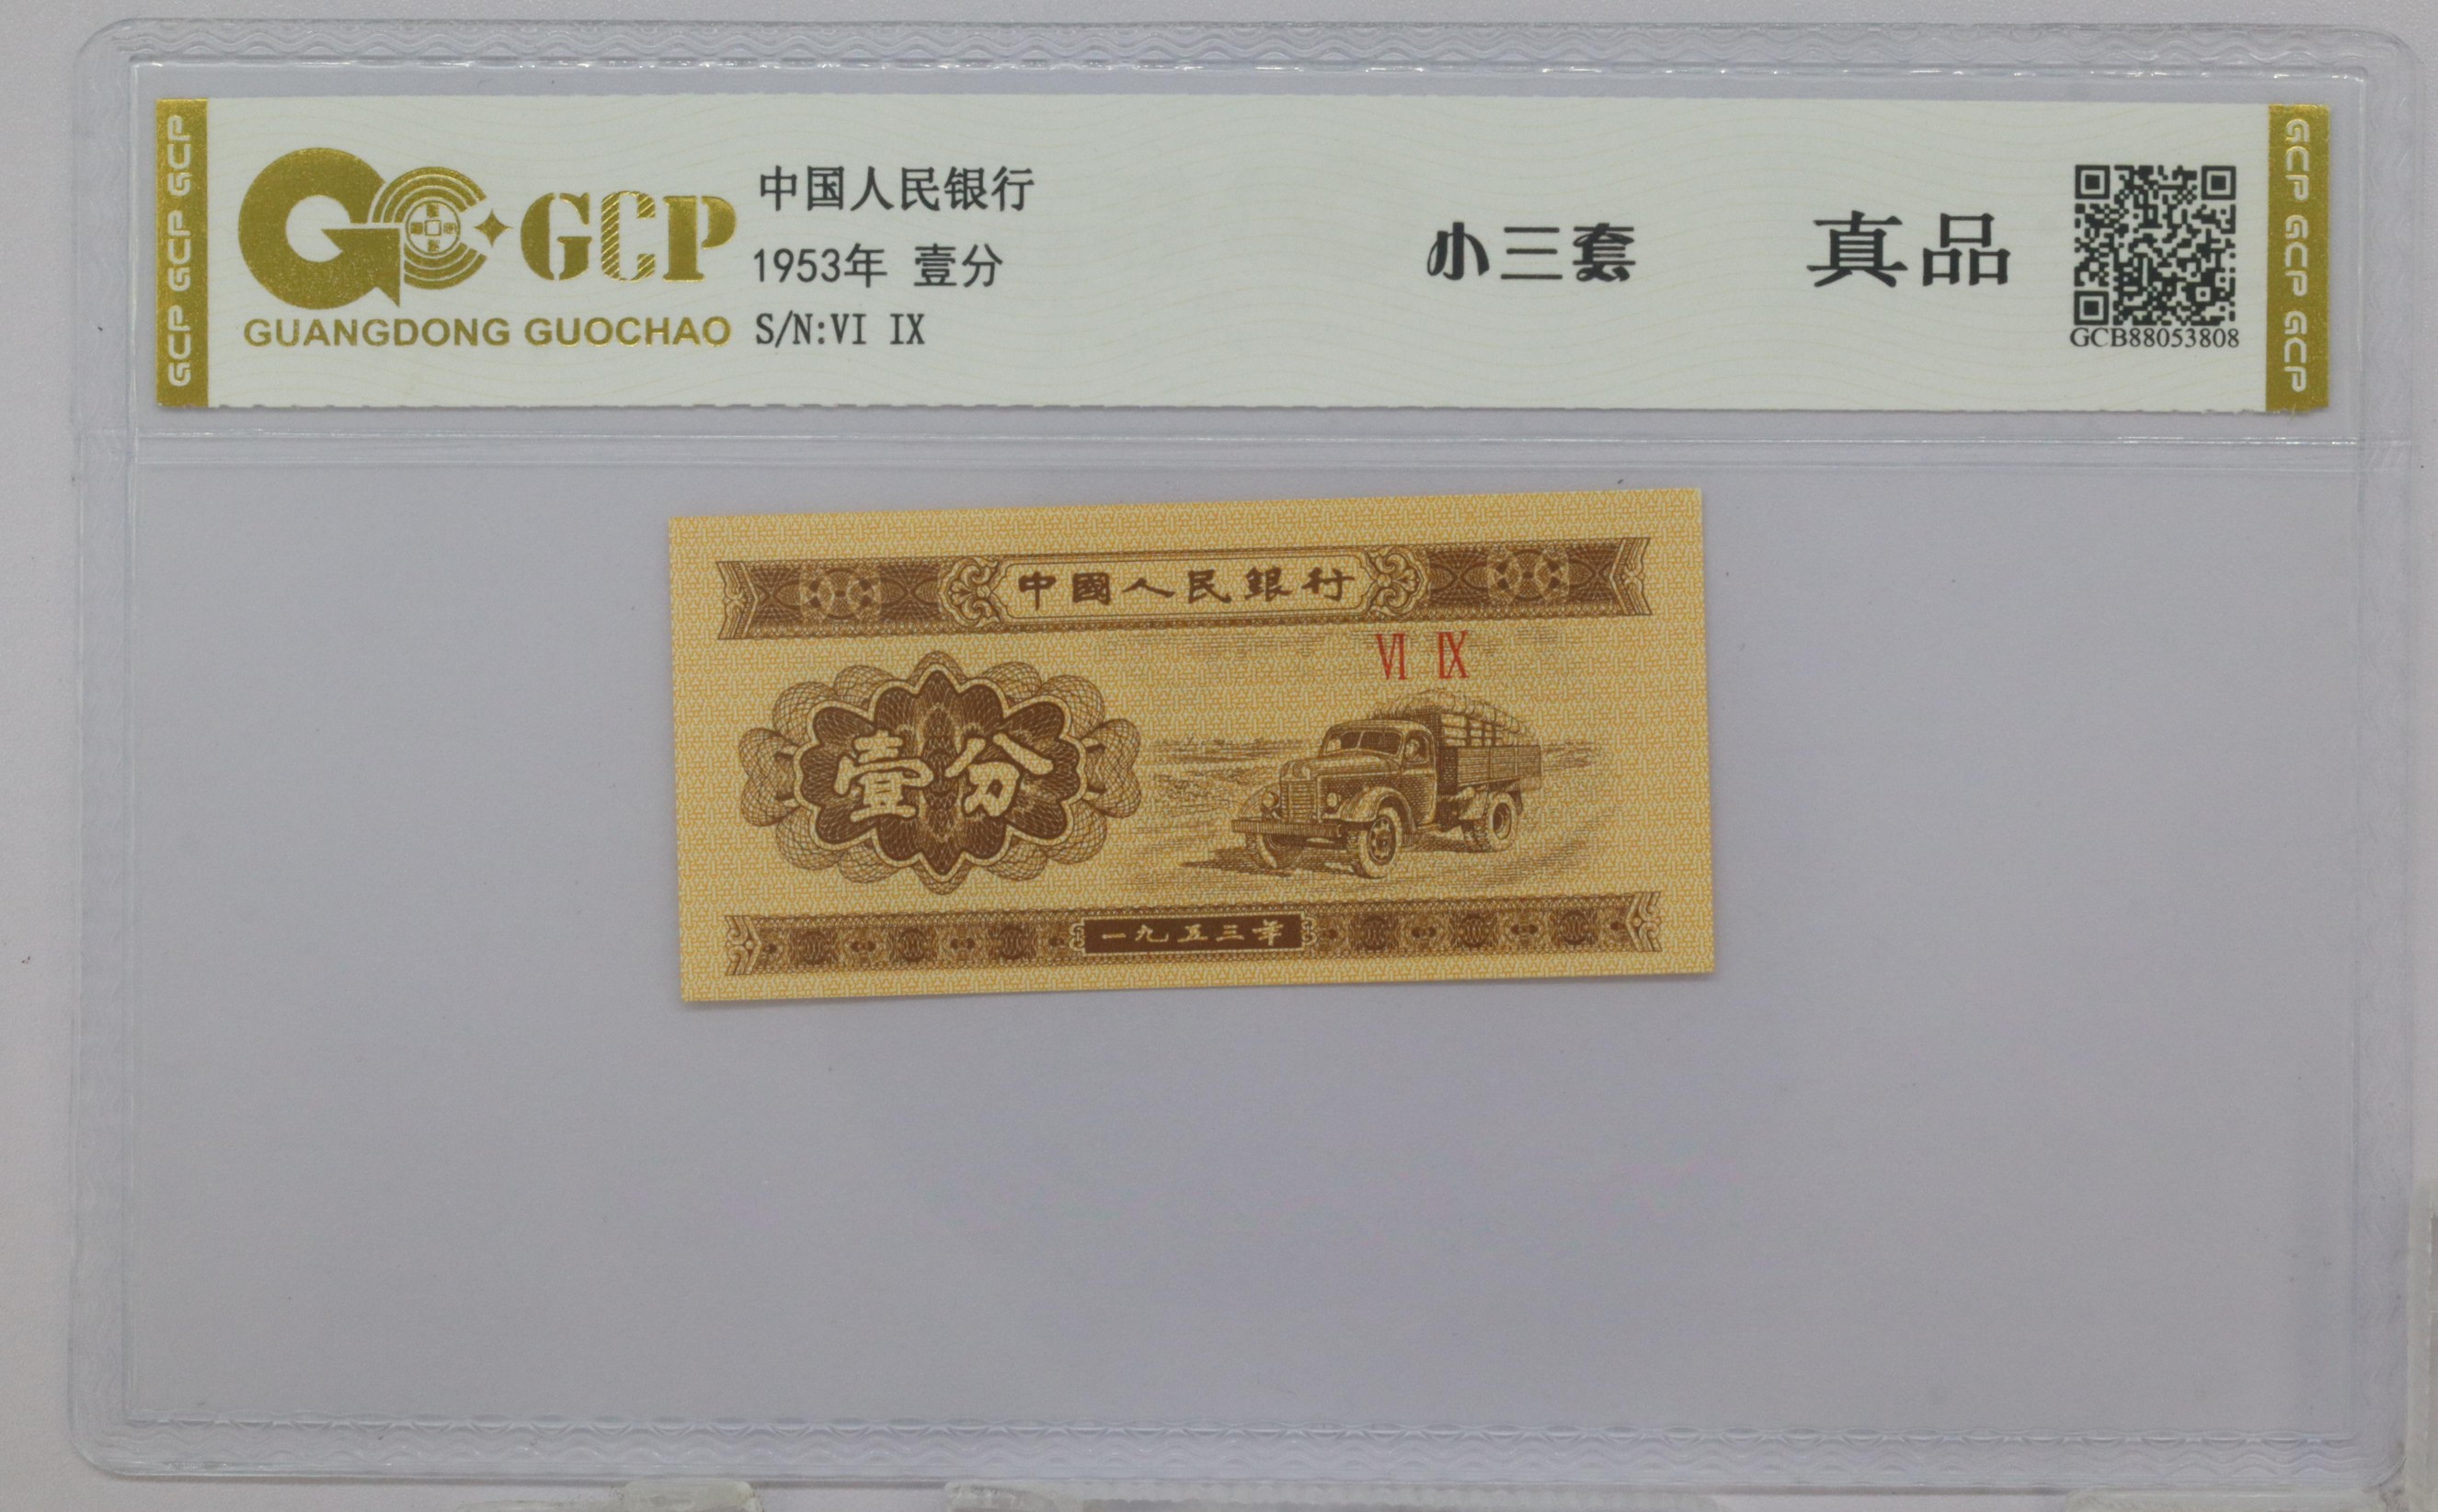 GCP GCP GCP
GCP
GUANGDONG GUOCHAO
中国人民银行
1953年 壹分
S/N:VI IX
小三套
真品
GCB88053808
GCP GCP GCP
中國人民銀行
VI IX
壹分
一九五三年